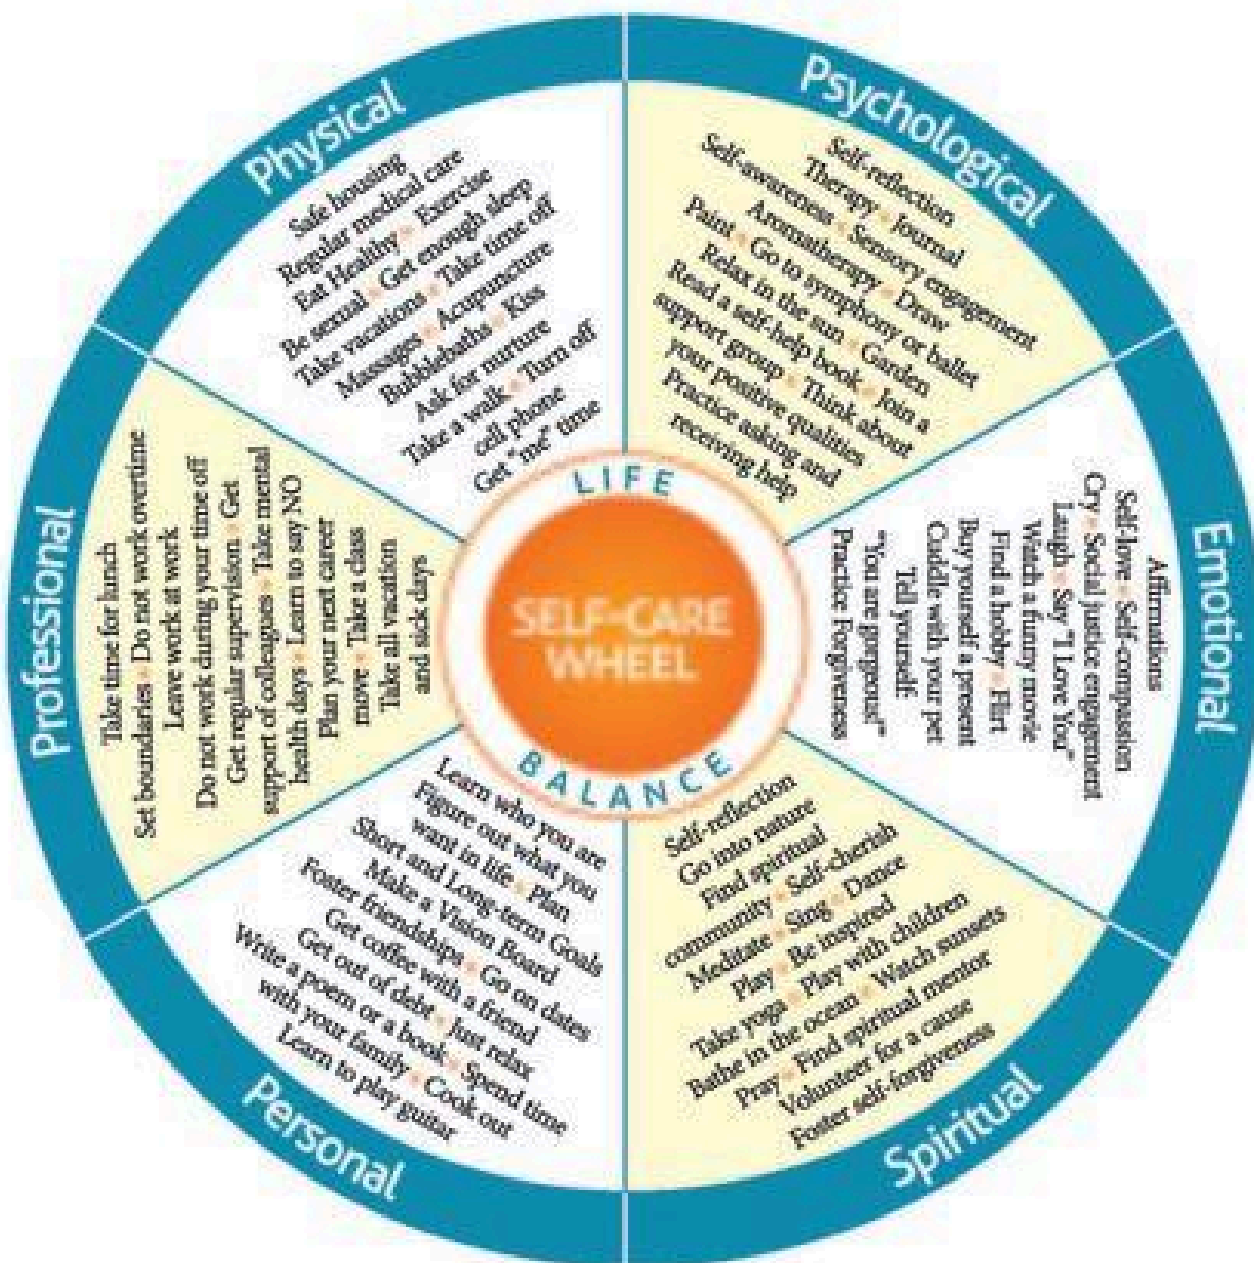 Physical
Safe housing
Regular medical care
Eat Healthy • Exercise
Be sexual • Get enough sleep
Take vacations • Take time off
Massages • Acupuncture
Bubblebaths • Kiss
Ask for nurture
Take a walk • Turn off
cell phone
Get "me" time
Psychological
Self-reflection
Therapy • Journal
Self-awareness • Sensory engagement
Aromatherapy • Draw
Paint • Go to symphony or ballet
Relax in the sun • Garden
Read a self-help book • Join a
support group • Think about
your positive qualities
Practice asking and
receiving help
Emotional
Affirmations
Self-love • Self-compassion
Cry • Social justice engagement
Laugh • Say "I Love You"
Watch a funny movie
Find a hobby • Flirt
Buy yourself a present
Cuddle with your pet
Tell yourself
"You are gorgeous!"
Practice Forgiveness
Spiritual
Self-reflection
Go into nature
Find spiritual
community • Self-cherish
Meditate • Sing • Dance
Play • Be inspired
Take yoga • Play with children
Bathe in the ocean • Watch sunsets
Pray • Find spiritual mentor
Volunteer for a cause
Foster self-forgiveness
Personal
Learn who you are
Figure out what you
want in life • Plan
Short and Long-term Goals
Make a Vision Board
Foster friendships • Go on dates
Get coffee with a friend
Get out of debt • Just relax
Write a poem or a book • Spend time
with your family • Cook out
Learn to play guitar
Professional
Take time for lunch
Set boundaries • Do not work overtime
Leave work at work
Do not work during your time off
Get regular supervision • Get
support of colleagues • Take mental
health days • Learn to say NO
Plan your next career
move • Take a class
Take all vacation
and sick days
LIFE
SELF-CARE
WHEEL
BALANCE